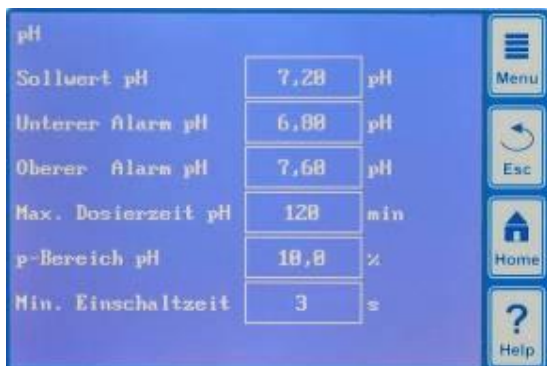 pH
Sollwert pH 7,20 pH
Unterer Alarm pH 6,80 pH
Oberer Alarm pH 7,60 pH
Max. Dosierzeit pH 120 min
p-Bereich pH 10,0 %
Min. Einschaltzeit 3 s
Menu
Esc
Home
? Help